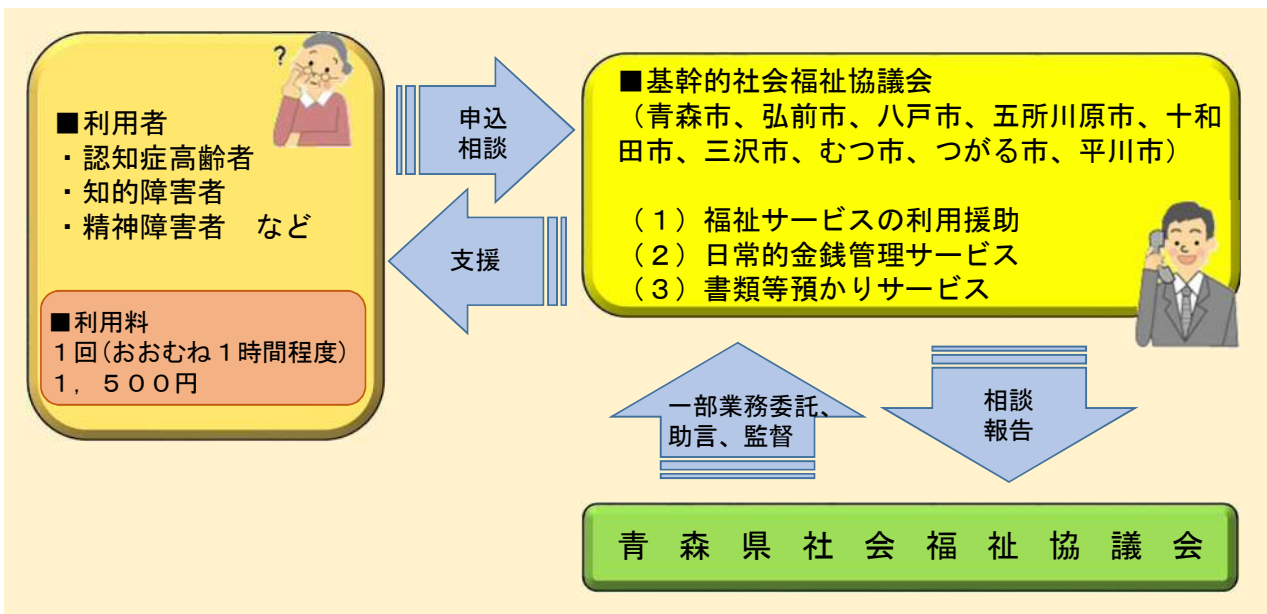 ?
■利用者
・認知症高齢者
・知的障害者
・精神障害者　など
■利用料
1回(おおむね1時間程度)
１，５００円
申込
相談
支援
■基幹的社会福祉協議会
（青森市、弘前市、八戸市、五所川原市、十和
田市、三沢市、むつ市、つがる市、平川市）
（１）福祉サービスの利用援助
（２）日常的金銭管理サービス
（３）書類等預かりサービス
一部業務委託、
助言、監督
相談
報告
青　森　県　社　会　福　祉　協　議　会